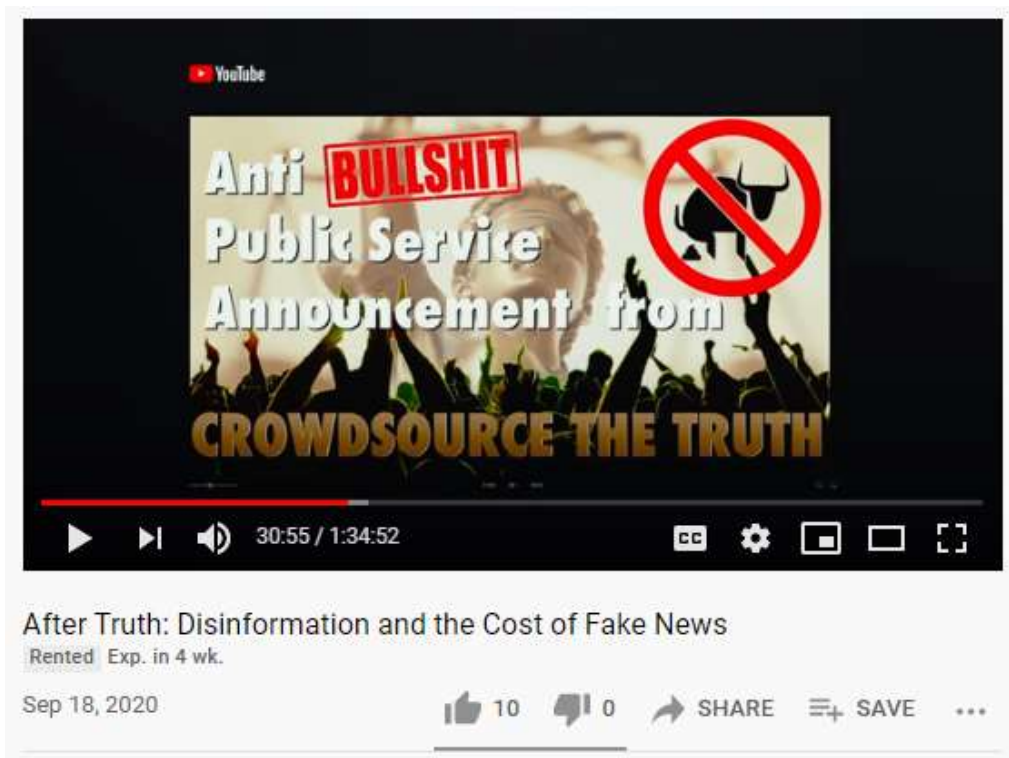 YouTube
Anti BULLSHIT
Public Service
Announcement from
CROWDSOURCE THE TRUTH
30:55 / 1:34:52
CC
After Truth: Disinformation and the Cost of Fake News
Rented Exp. in 4 wk.
Sep 18, 2020
10 0 SHARE SAVE